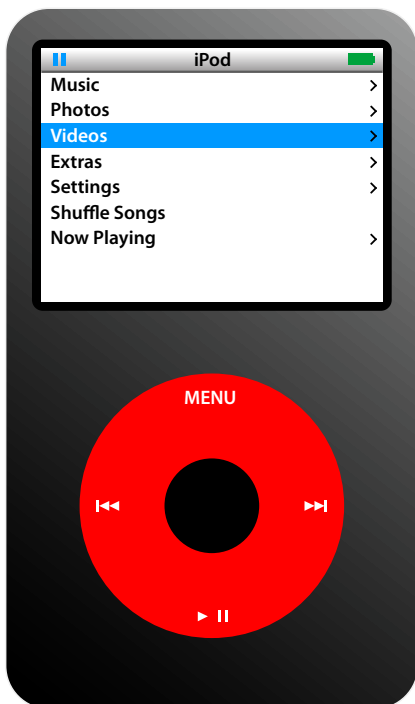 iPod
Music
Photos
Videos
Extras
Settings
Shuffle Songs
Now Playing
MENU